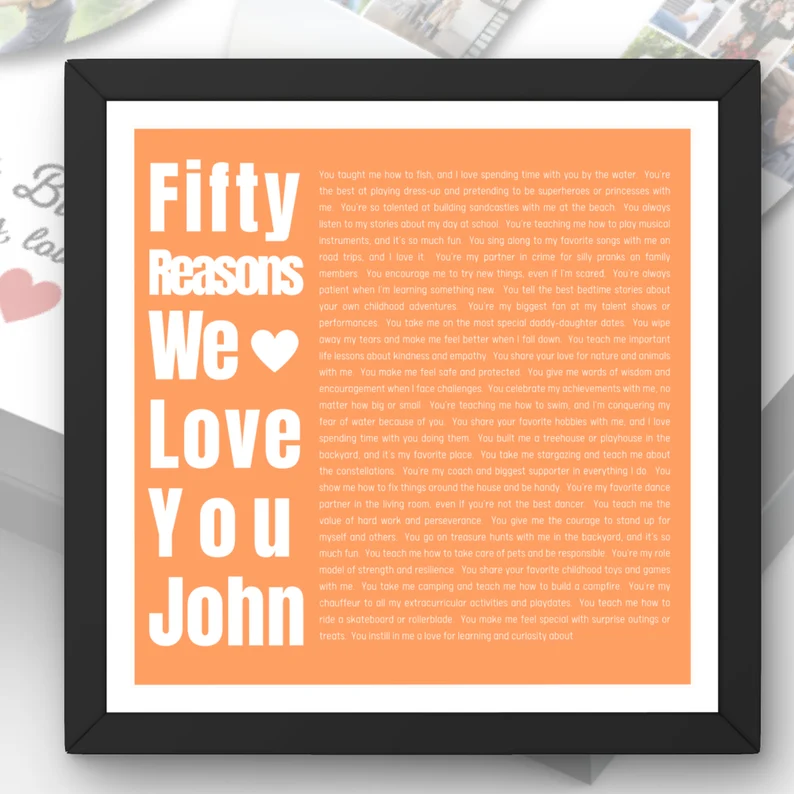 Fifty
Reasons
We
Love
You
John
You taught me how to fish, and I love spending time with you by the water. You're
the best at playing dress-up and pretending to be superheroes or princesses with
me. You're so talented at building sandcastles with me at the beach. You always
listen to my stories about my day at school. You're teaching me how to play musical
instruments, and it's so much fun. You sing along to my favorite songs with me on
road trips, and I love it. You're my partner in crime for silly pranks on family
members. You encourage me to try new things, even if I'm scared. You're always
patient when I'm learning something new. You tell the best bedtime stories about
your own childhood adventures. You're my biggest fan at my talent shows or
performances. You take me on the most special daddy-daughter dates. You wipe
away my tears and make me feel better when I fall down. You teach me important
life lessons about kindness and empathy. You share your love for nature and animals
with me. You make me feel safe and protected. You give me words of wisdom and
encouragement when I face challenges. You celebrate my achievements with me, no
matter how big or small. You're teaching me how to swim, and I'm conquering my
fear of water because of you. You share your favorite hobbies with me, and I love
spending time with you doing them. You built me a treehouse or playhouse in the
backyard, and it's my favorite place. You take me stargazing and teach me about
the constellations. You're my coach and biggest supporter in everything I do. You
show me how to fix things around the house and be handy. You're my favorite dance
partner in the living room, even if you're not the best dancer. You teach me the
value of hard work and perseverance. You give me the courage to stand up for
myself and others. You go on treasure hunts with me in the backyard, and it's so
much fun. You teach me how to take care of pets and be responsible. You're my role
model of strength and resilience. You share your favorite childhood toys and games
with me. You take me camping and teach me how to build a campfire. You're my
chauffeur to all my extracurricular activities and playdates. You teach me how to
ride a skateboard or rollerblade. You make me feel special with surprise outings or
treats. You instill in me a love for learning and curiosity about